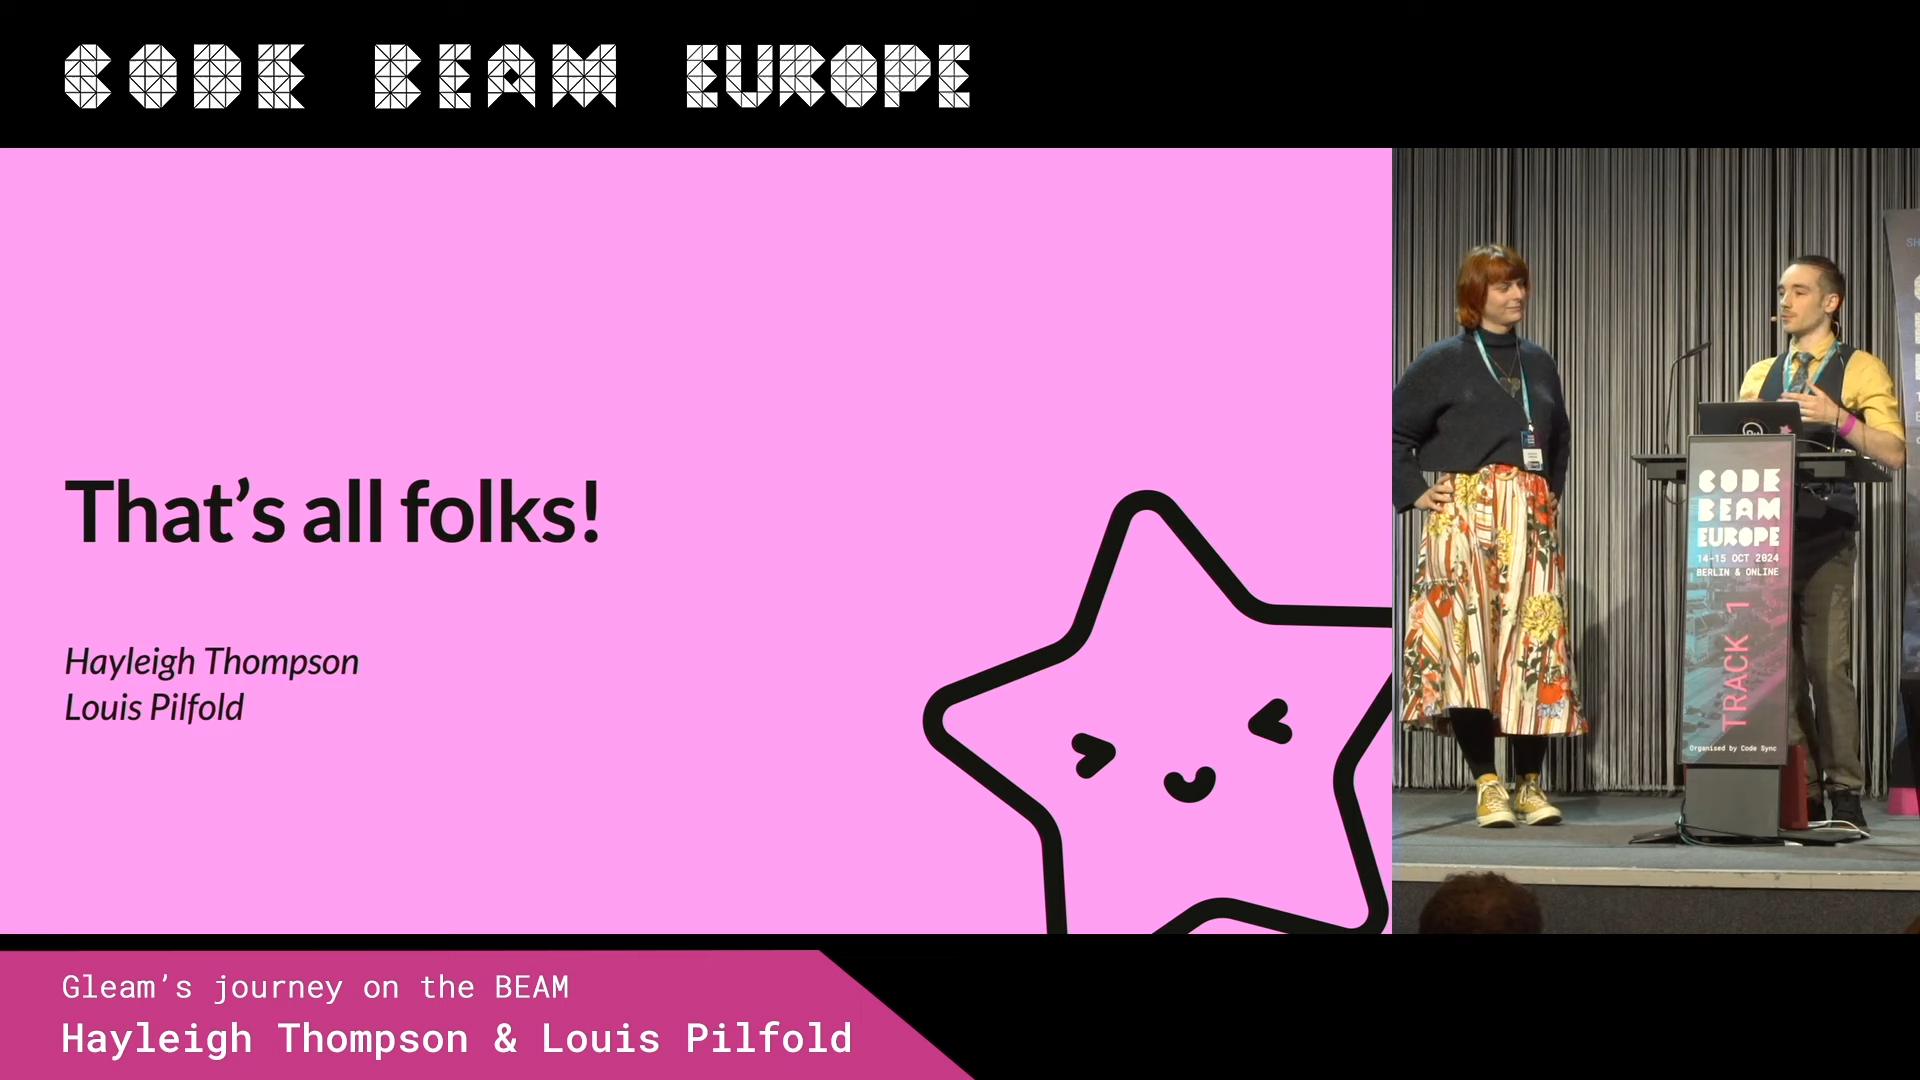 CODE BEAM EUROPE
That's all folks!
Hayleigh Thompson
Louis Pilfold
CODE
BEAM
EUROPE
14-15 OCT 2024
BERLIN & ONLINE
TRACK 1
Organised by Code Sync
SH
Gleam's journey on the BEAM
Hayleigh Thompson & Louis Pilfold